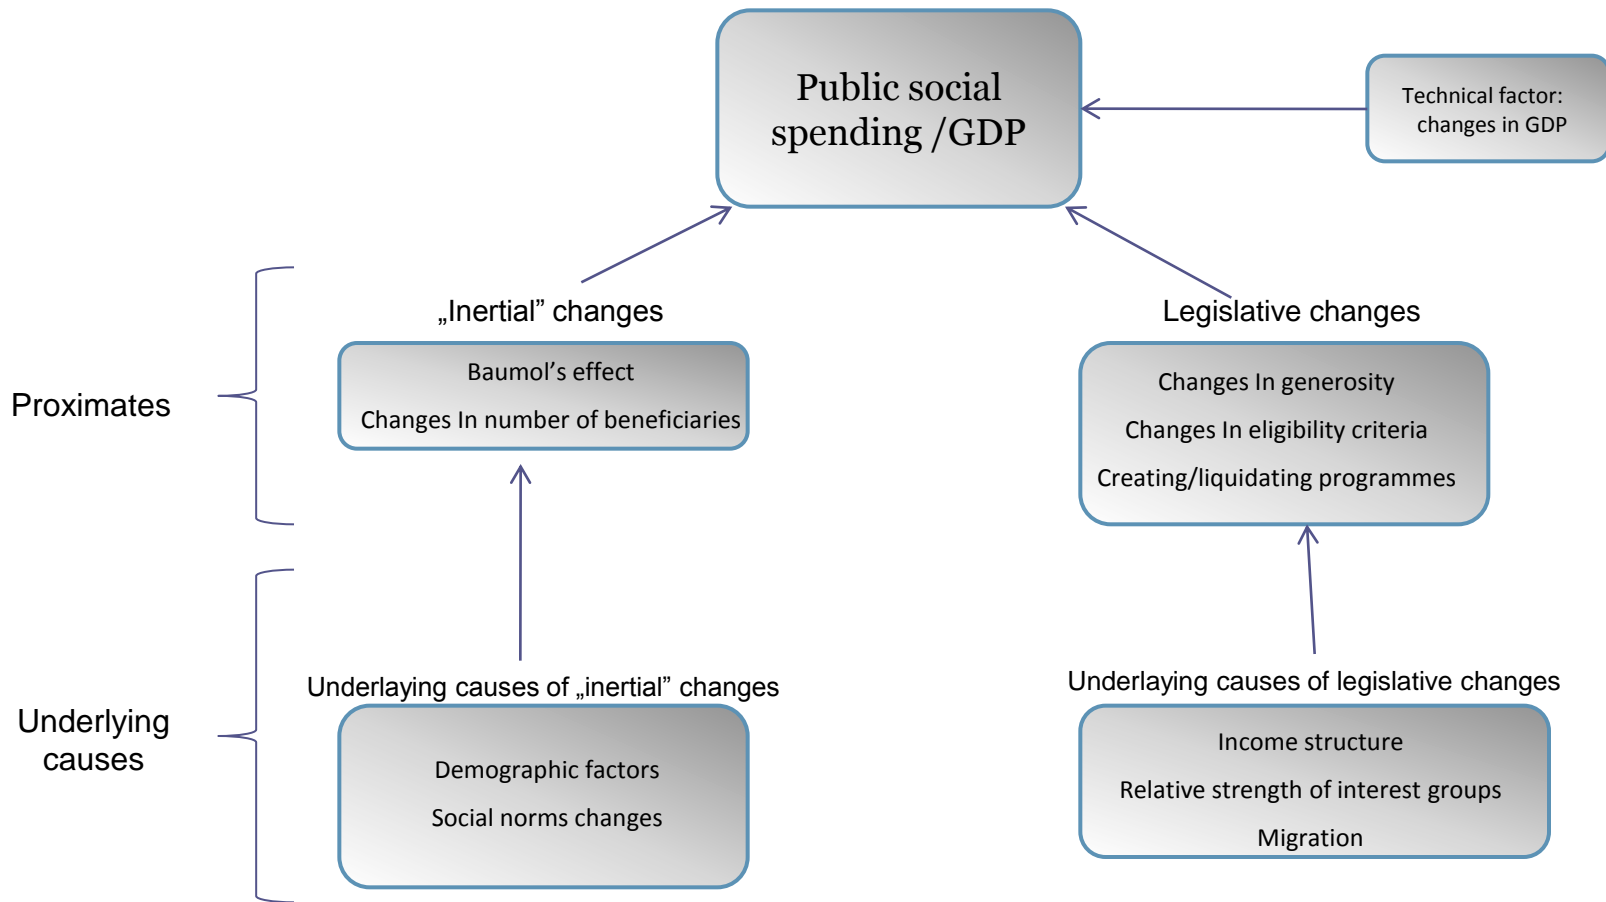 Public social
spending /GDP
Technical factor:
changes in GDP
„Inertial” changes
Legislative changes
Proximates
Baumol’s effect
Changes In number of beneficiaries
Changes In generosity
Changes In eligibility criteria
Creating/liquidating programmes
Underlaying causes of „inertial” changes
Underlaying causes of legislative changes
Underlying
causes
Demographic factors
Social norms changes
Income structure
Relative strength of interest groups
Migration